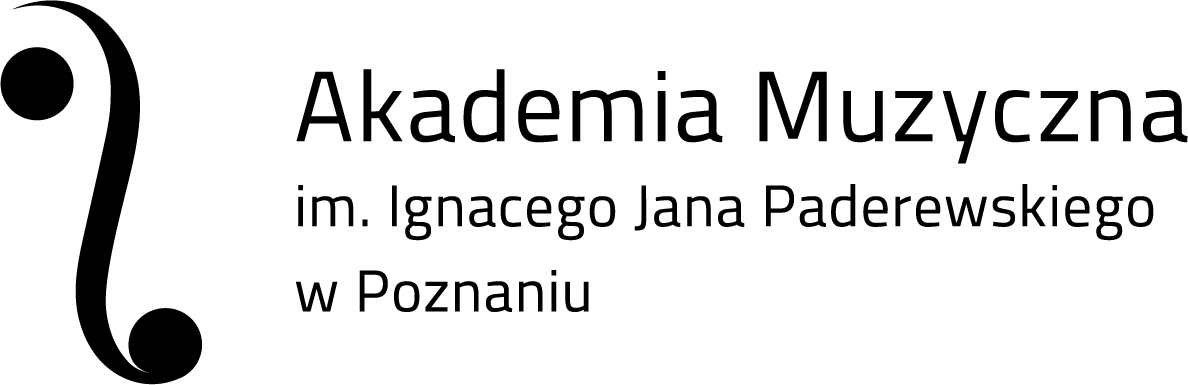 Akademia Muzyczna
im. Ignacego Jana Paderewskiego
w Poznaniu